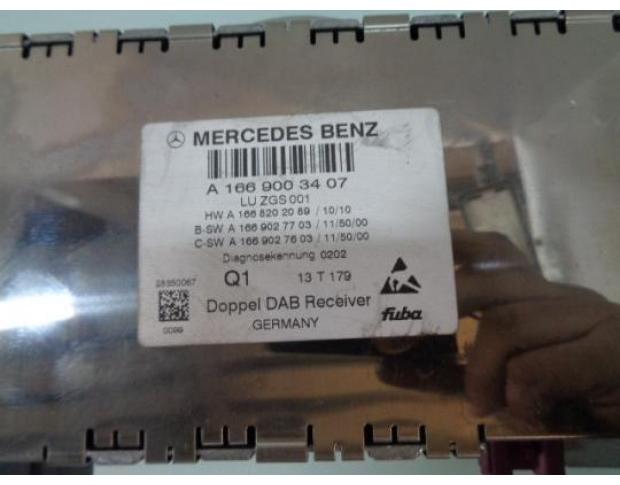 MERCEDES BENZ
A 166 900 34 07
LU ZGS 001
HW A 166 820 20 89 / 10/10
B-SW A 166 902 77 03 / 11/50/00
C-SW A 166 902 76 03 / 11/50/00
Diagnosekennung 0202
Q1 13 T 179
28350067
Doppel DAB Receiver
0099
GERMANY
fuba